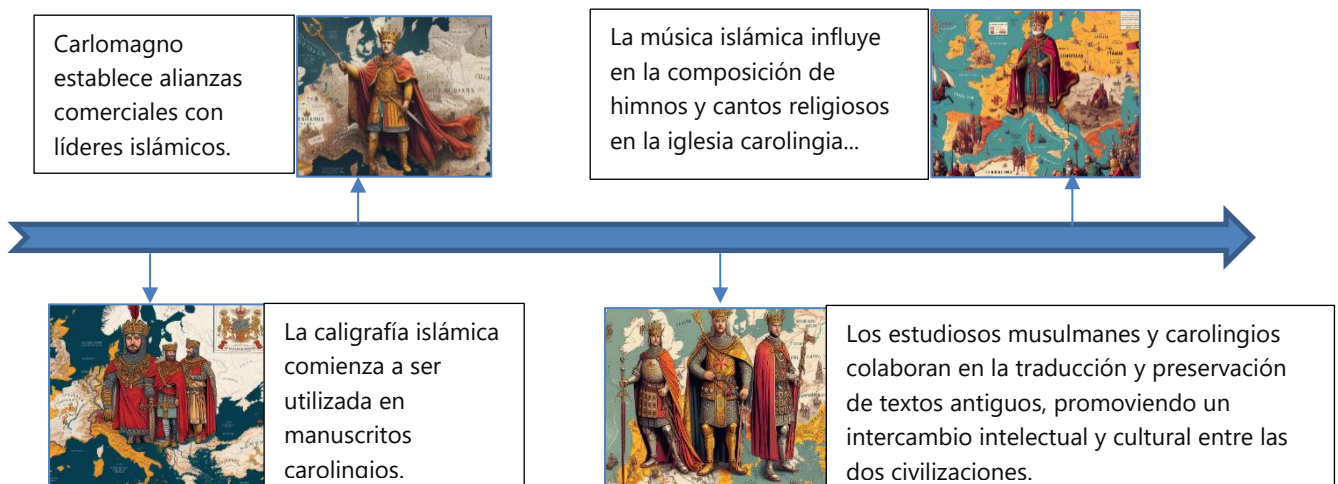 Carlomagno
establece alianzas
comerciales con
líderes islámicos.
La música islámica influye
en la composición de
himnos y cantos religiosos
en la iglesia carolingia...
La caligrafía islámica
comienza a ser
utilizada en
manuscritos
carolingios.
Los estudiosos musulmanes y carolingios
colaboran en la traducción y preservación
de textos antiguos, promoviendo un
intercambio intelectual y cultural entre las
dos civilizaciones.